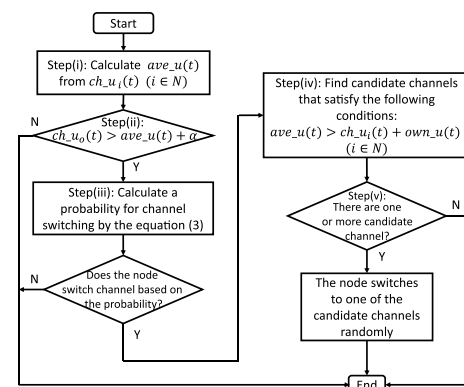 Start
Step(i): Calculate ave_u(t)
from ch_u_i(t) (i ∈ N)
Step(ii):
ch_u_o(t) > ave_u(t) + α
N
Y
Step(iii): Calculate a
probability for channel
switching by the equation (3)
Does the node
switch channel based on
the probability?
N
Y
Step(iv): Find candidate channels
that satisfy the following
conditions:
ave_u(t) > ch_u_i(t) + own_u(t)
(i ∈ N)
Step(v):
There are one
or more candidate
channel?
N
Y
The node switches
to one of the
candidate channels
randomly
End